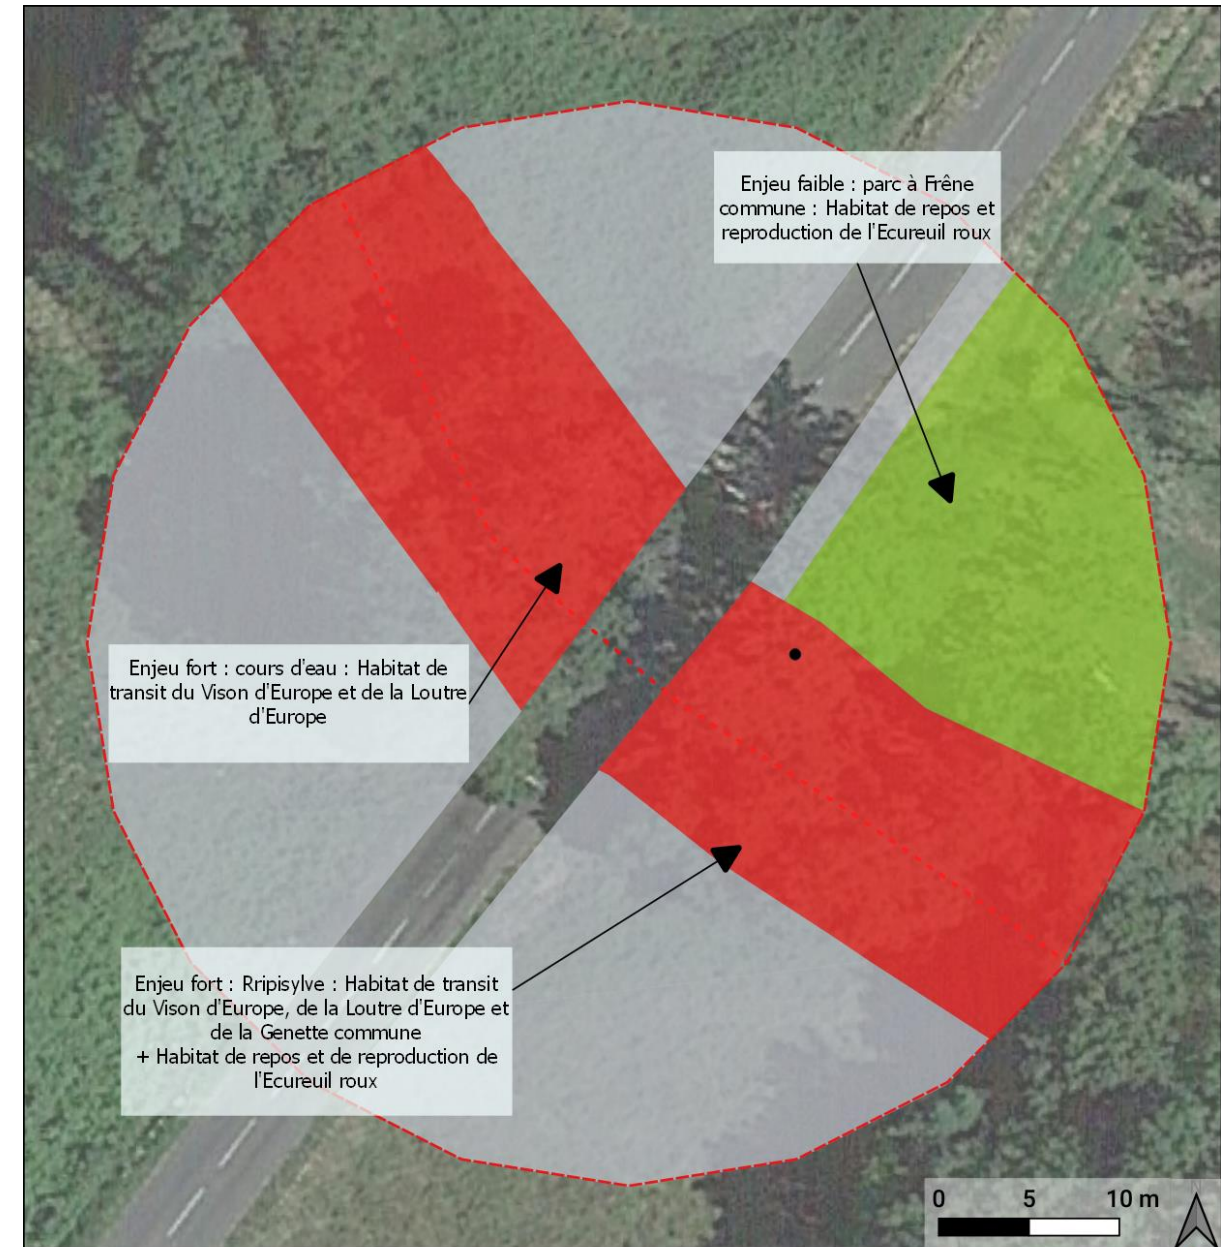 Enjeu faible : parc à Frêne
commune : Habitat de repos et
reproduction de l'Ecureuil roux
Enjeu fort : cours d'eau : Habitat de
transit du Vison d'Europe et de la Loutre
d'Europe
Enjeu fort : Rripisylve : Habitat de transit
du Vison d'Europe, de la Loutre d'Europe et
de la Genette commune
+ Habitat de repos et de reproduction de
l'Ecureuil roux
0 5 10 m
N